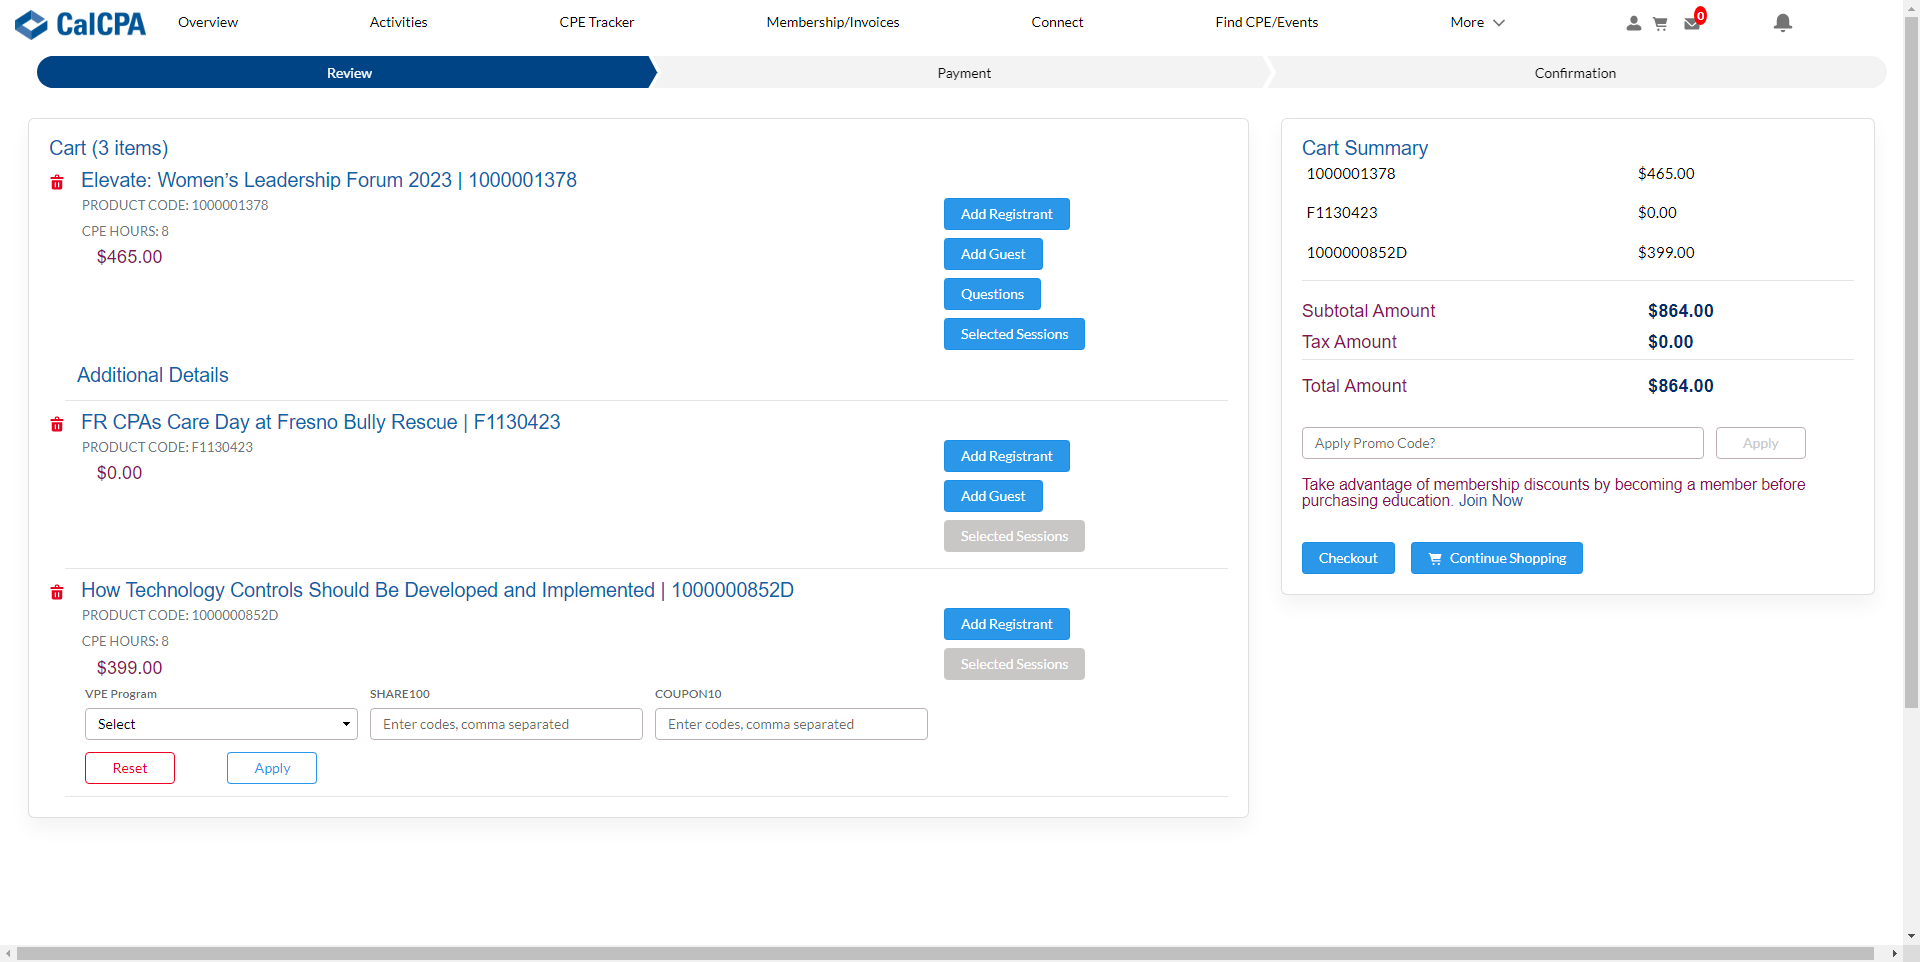 CalCPA
Overview
Activities
CPE Tracker
Membership/Invoices
Connect
Find CPE/Events
More
0
Review
Payment
Confirmation
Cart (3 items)
Elevate: Women’s Leadership Forum 2023 | 1000001378
PRODUCT CODE: 1000001378
CPE HOURS: 8
$465.00
Add Registrant
Add Guest
Questions
Selected Sessions
Additional Details
FR CPAs Care Day at Fresno Bully Rescue | F1130423
PRODUCT CODE: F1130423
$0.00
Add Registrant
Add Guest
Selected Sessions
How Technology Controls Should Be Developed and Implemented | 1000000852D
PRODUCT CODE: 1000000852D
CPE HOURS: 8
$399.00
Add Registrant
Selected Sessions
VPE Program
SHARE100
COUPON10
Select
Enter codes, comma separated
Enter codes, comma separated
Reset
Apply
Cart Summary
1000001378 $465.00
F1130423 $0.00
1000000852D $399.00
Subtotal Amount $864.00
Tax Amount $0.00
Total Amount $864.00
Apply Promo Code?
Apply
Take advantage of membership discounts by becoming a member before
purchasing education. Join Now
Checkout
Continue Shopping